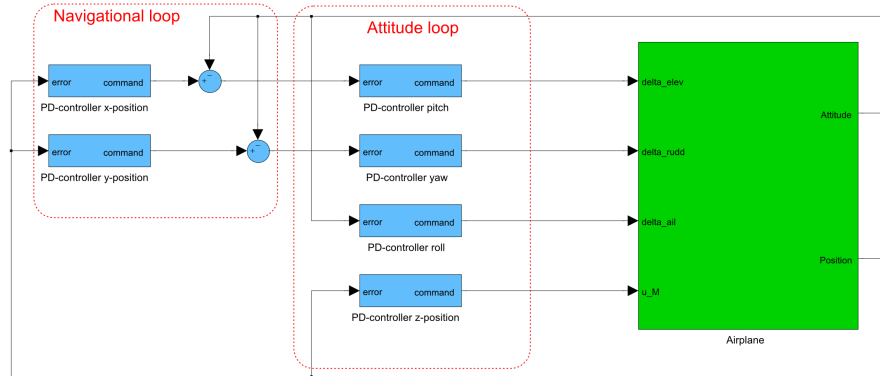 Navigational loop
Attitude loop
error command
PD-controller x-position
+ −
error command
PD-controller pitch
delta_elev
Attitude
error command
PD-controller y-position
+ −
error command
PD-controller yaw
delta_rudd
error command
PD-controller roll
delta_ail
Position
error command
PD-controller z-position
u_M
Airplane